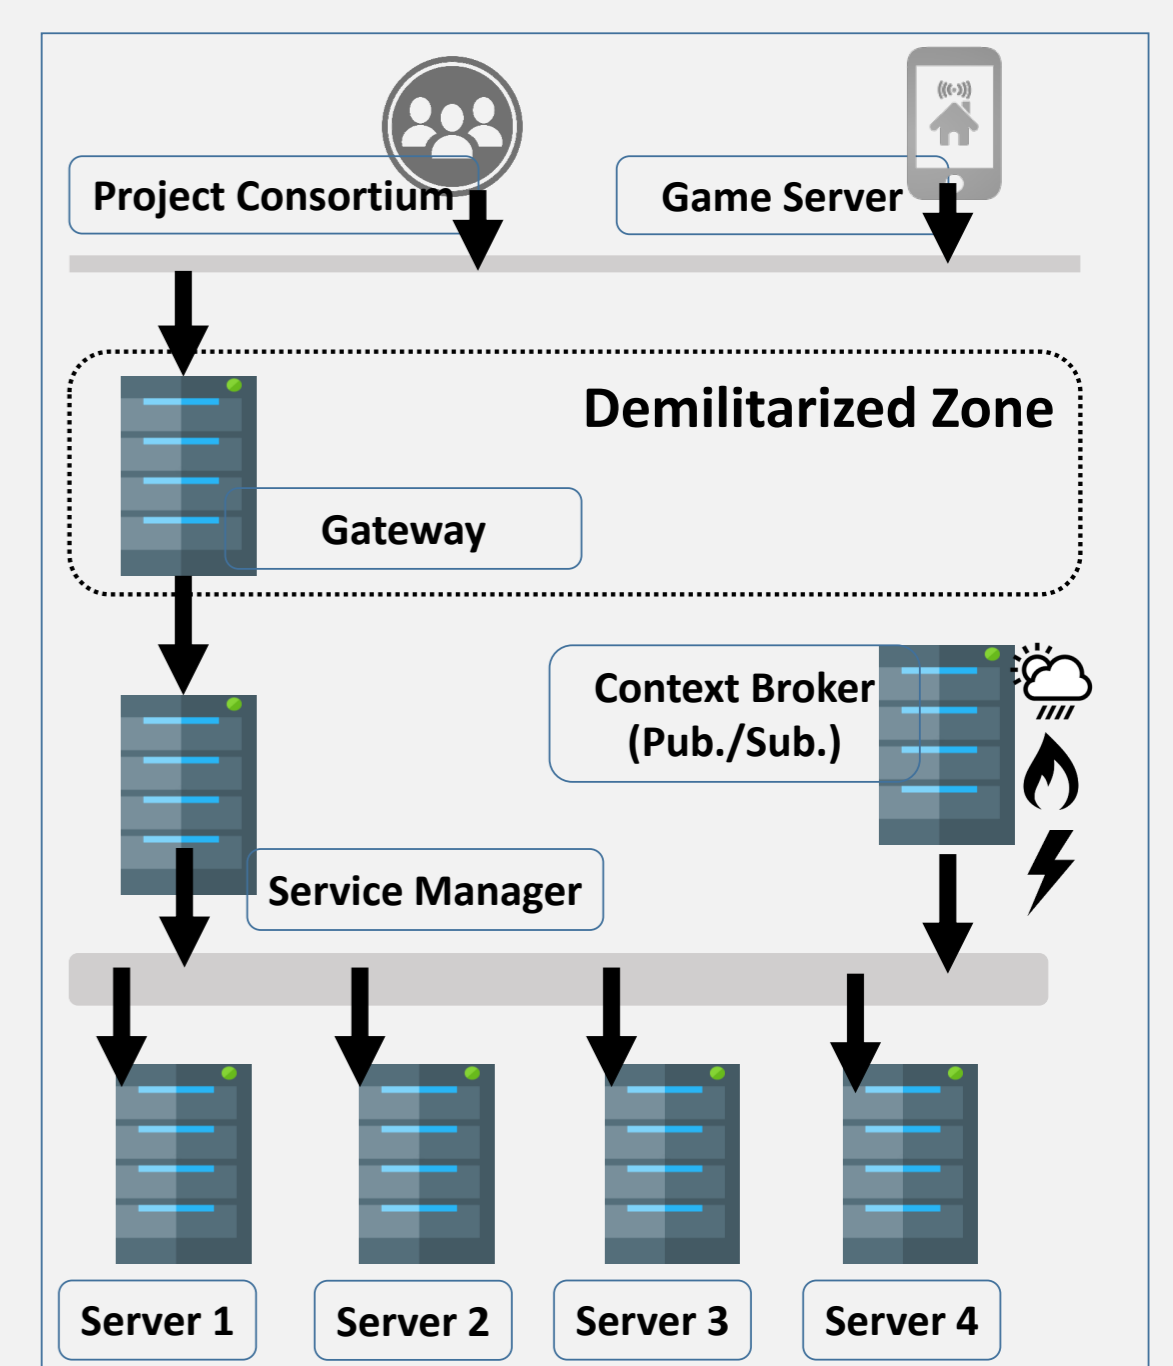 Project Consortium
Game Server
Demilitarized Zone
Gateway
Context Broker
(Pub./Sub.)
Service Manager
Server 1
Server 2
Server 3
Server 4